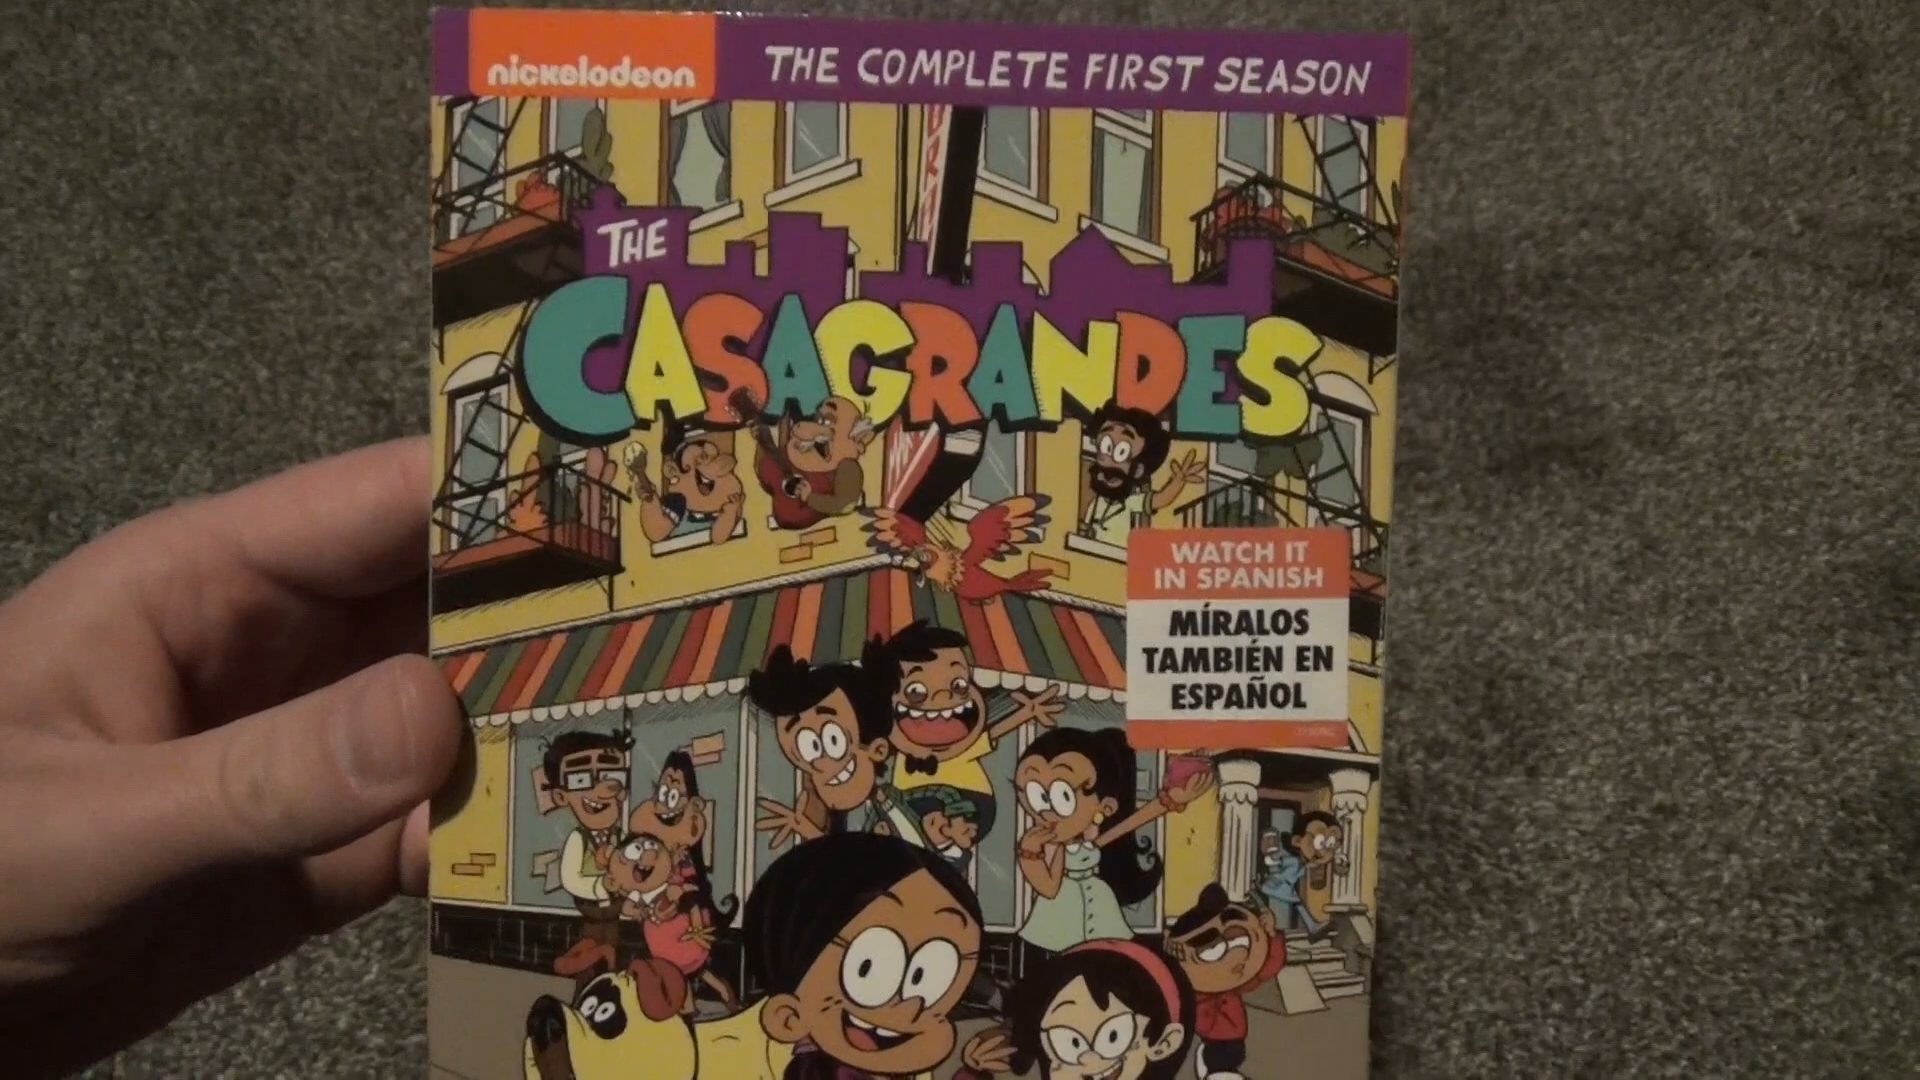 nickelodeon
THE COMPLETE FIRST SEASON
THE
CASAGRANDES
WATCH IT
IN SPANISH
MÍRALOS
TAMBIÉN EN
ESPAÑOL